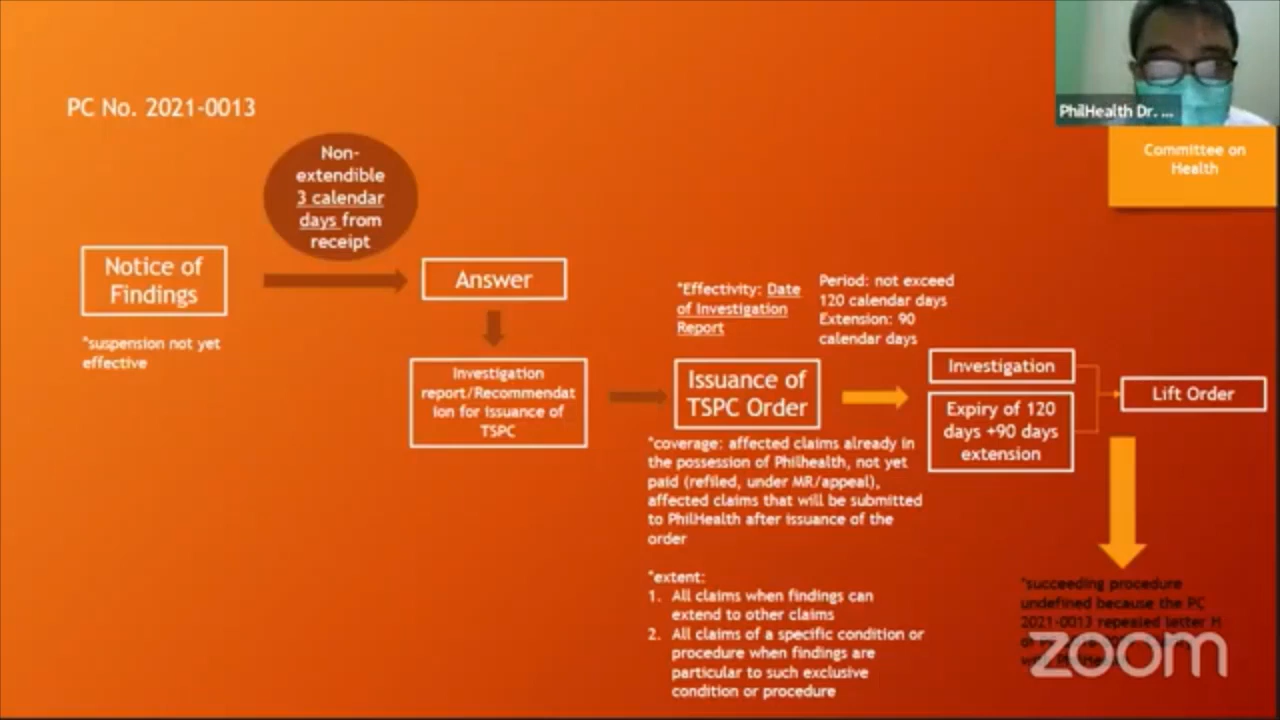 PC No. 2021-0013
PhilHealth Dr. ...
Committee on
Health
Non-
extendible
3 calendar
days from
receipt
Notice of
Findings
*suspension not yet
effective
Answer
Investigation
report/Recommendat
ion for issuance of
TSPC
*Effectivity: Date
of Investigation
Report
Period: not exceed
120 calendar days
Extension: 90
calendar days
Issuance of
TSPC Order
*coverage: affected claims already in
the possession of Philhealth, not yet
paid (refiled, under MR/appeal),
affected claims that will be submitted
to PhilHealth after issuance of the
order
*extent:
1. All claims when findings can
extend to other claims
2. All claims of a specific condition or
procedure when findings are
particular to such exclusive
condition or procedure
Investigation
Expiry of 120
days +90 days
extension
Lift Order
*succeeding procedure
undefined because the PC
2021-0013 repealed letter H
zoom